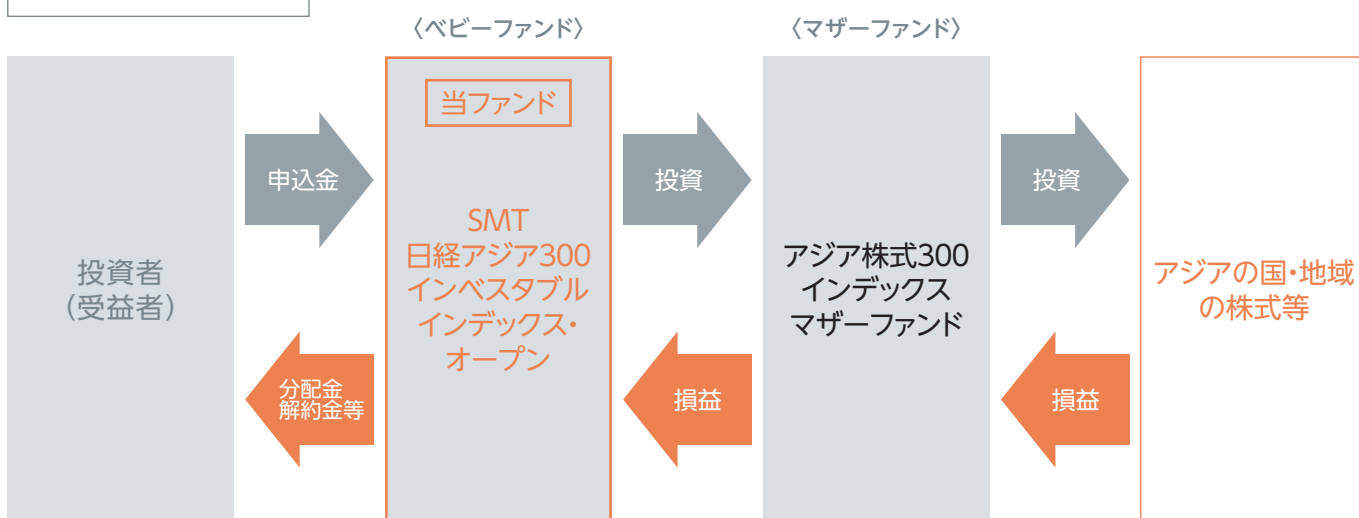 〈ベビーファンド〉
〈マザーファンド〉
投資者
(受益者)
申込金
分配金
解約金等
当ファンド
SMT
日経アジア300
インベスタブル
インデックス・
オープン
投資
損益
アジア株式300
インデックス
マザーファンド
投資
損益
アジアの国・地域
の株式等